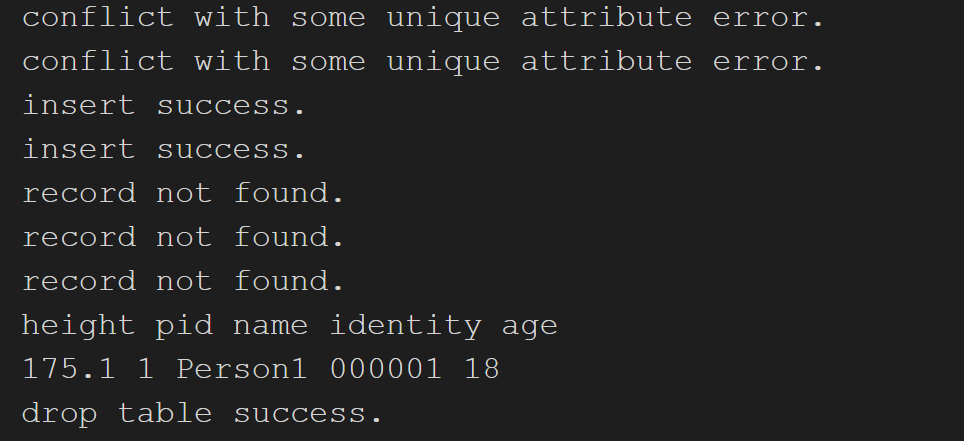 conflict with some unique attribute error.
conflict with some unique attribute error.
insert success.
insert success.
record not found.
record not found.
record not found.
height pid name identity age
175.1 1 Person1 000001 18
drop table success.